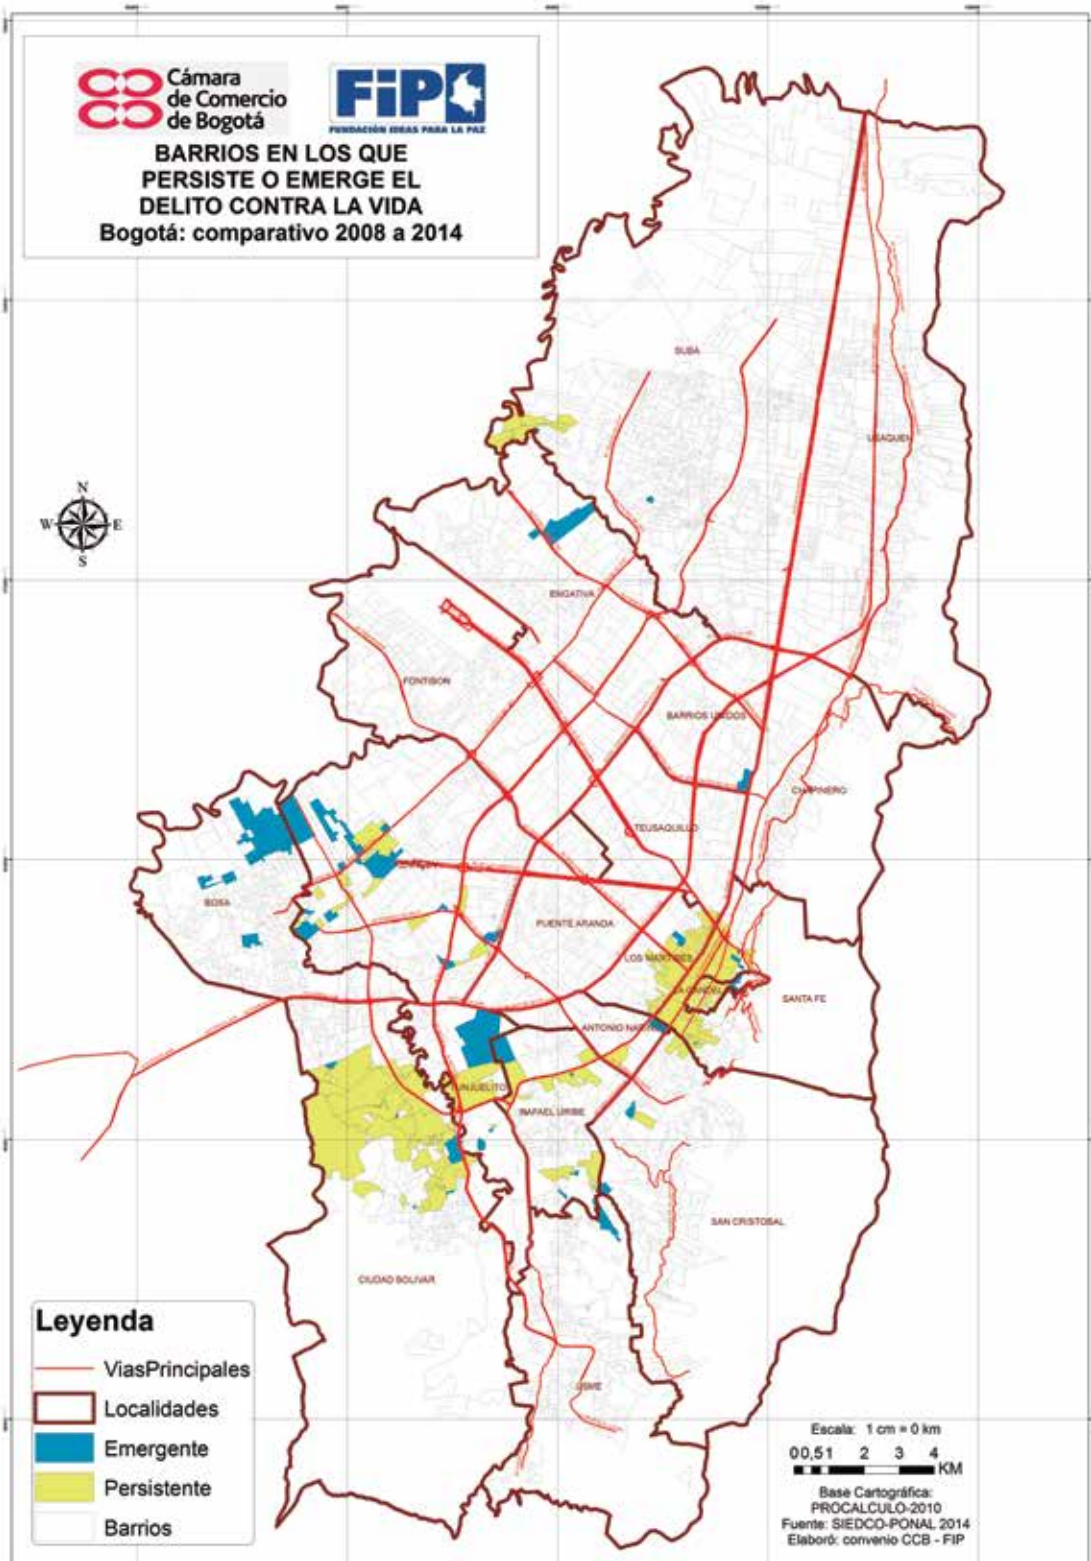 Cámara
de Comercio
de Bogotá
FiP
FUNDACIÓN IDEAS PARA LA PAZ
BARRIOS EN LOS QUE
PERSISTE O EMERGE EL
DELITO CONTRA LA VIDA
Bogotá: comparativo 2008 a 2014
SUBA
USAQUEN
N
W E
S
ENGATIVA
FONTIBON
BARRIOS UNIDOS
CHAPINERO
TEUSAQUILLO
BOSA
PUENTE ARANDA
LOS MARTIRES
SANTA FE
ANTONIO NARIÑO
TUNJUELITO
RAFAEL URIBE
SAN CRISTOBAL
CIUDAD BOLIVAR
USME
Leyenda
ViasPrincipales
Localidades
Emergente
Persistente
Barrios
Escala: 1 cm = 0 km
0 0,5 1 2 3 4
KM
Base Cartográfica:
PROCALCULO-2010
Fuente: SIEDCO-PONAL 2014
Elaboró: convenio CCB - FIP